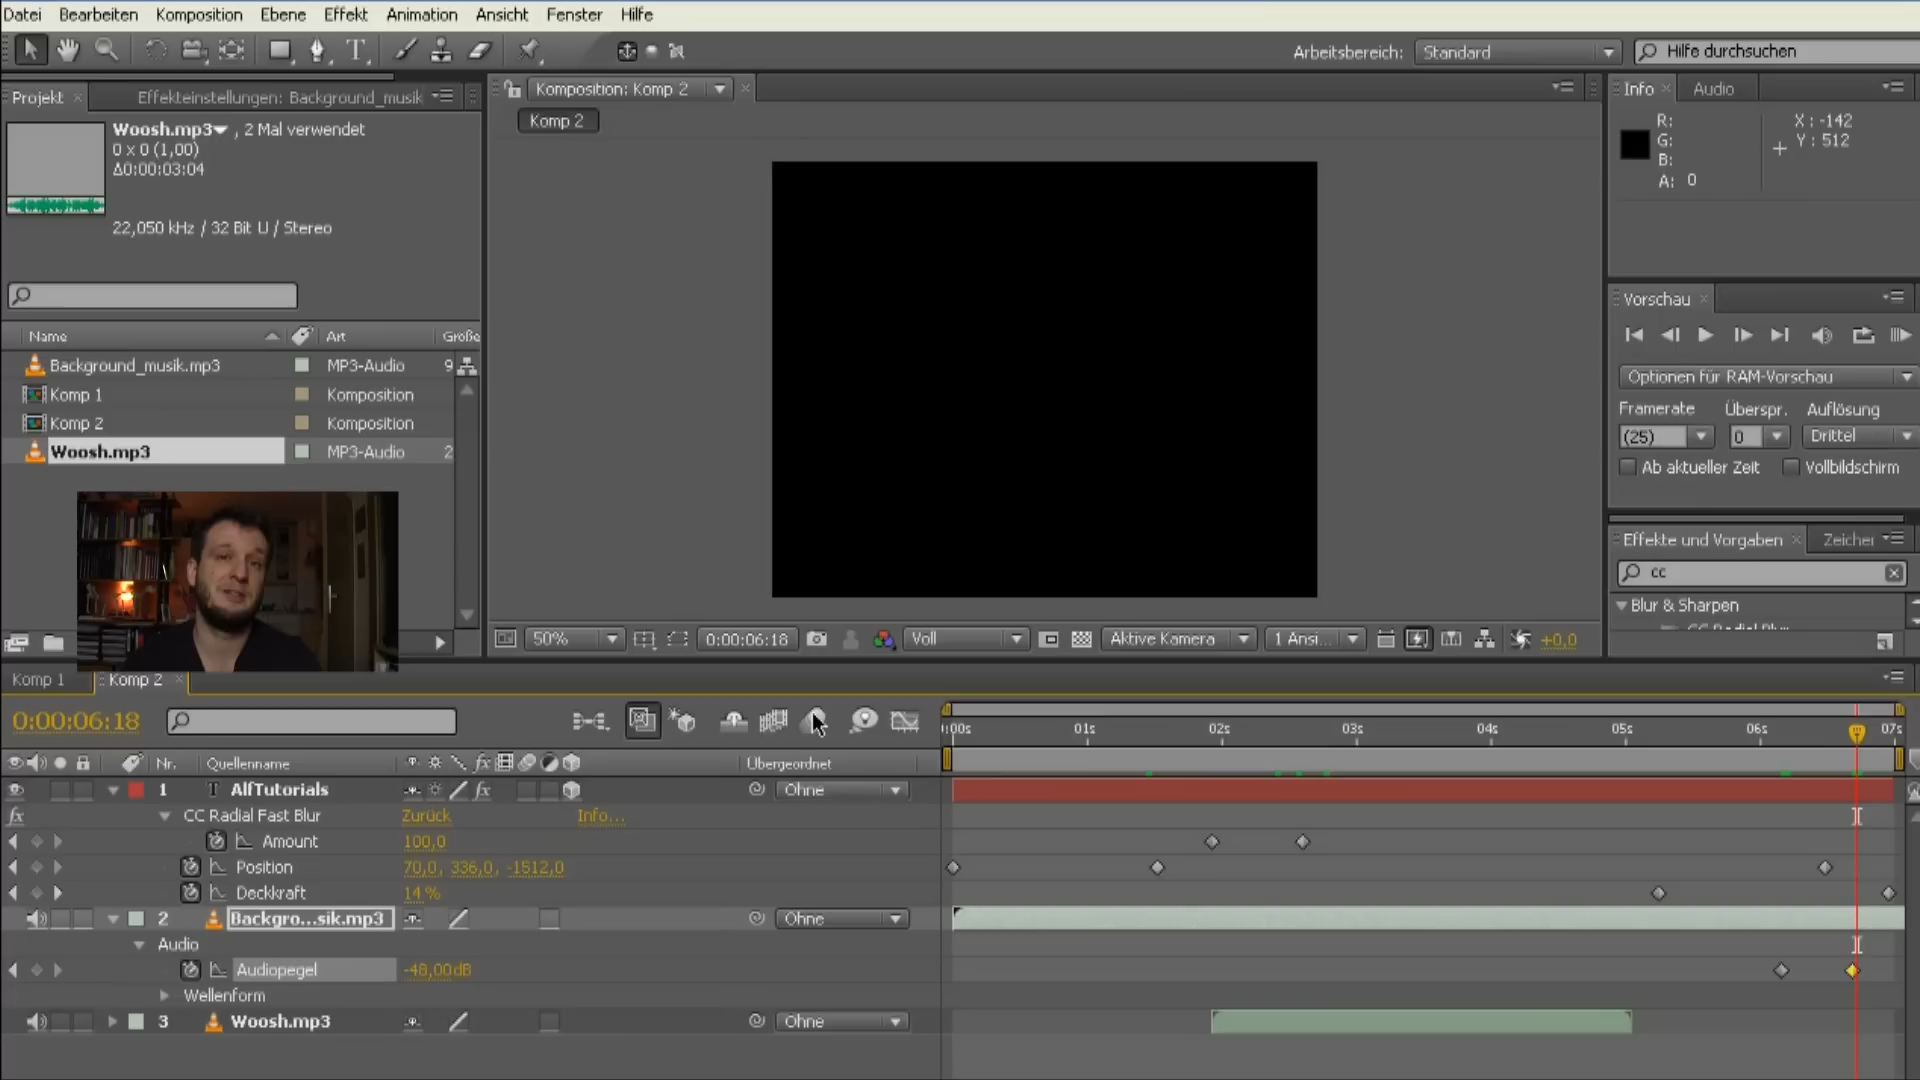 Datei Bearbeiten Komposition Ebene Effekt Animation Ansicht Fenster Hilfe
Arbeitsbereich: Standard Hilfe durchsuchen
Projekt Effekteinstellungen: Background_musik
Woosh.mp3 , 2 Mal verwendet
0 x 0 (1,00)
Δ0:00:03:04
22,050 kHz / 32 Bit U / Stereo
Name Art Größe
Background_musik.mp3 MP3-Audio 9
Komp 1 Komposition
Komp 2 Komposition
Woosh.mp3 MP3-Audio 2
Komposition: Komp 2
Komp 2
50% 0:00:06:18 Voll Aktive Kamera 1 Ansi... +0,0
Info Audio
R:
G:
B:
A: 0
X : -142
Y : 512
Vorschau
Optionen für RAM-Vorschau
Framerate Überspr. Auflösung
(25) 0 Drittel
Ab aktueller Zeit Vollbildschirm
Effekte und Vorgaben Zeicher
cc
Blur & Sharpen
Komp 1 Komp 2
0:00:06:18
00s 01s 02s 03s 04s 05s 06s 07s
Nr. Quellenname Übergeordnet
1 T AlfTutorials fx Ohne
fx CC Radial Fast Blur Zurück Info...
Amount 100,0
Position 70,0, 336,0, -1512,0
Deckkraft 14 %
2 Backgro...sik.mp3 Ohne
Audio
Audiopegel -48,00dB
Wellenform
3 Woosh.mp3 Ohne